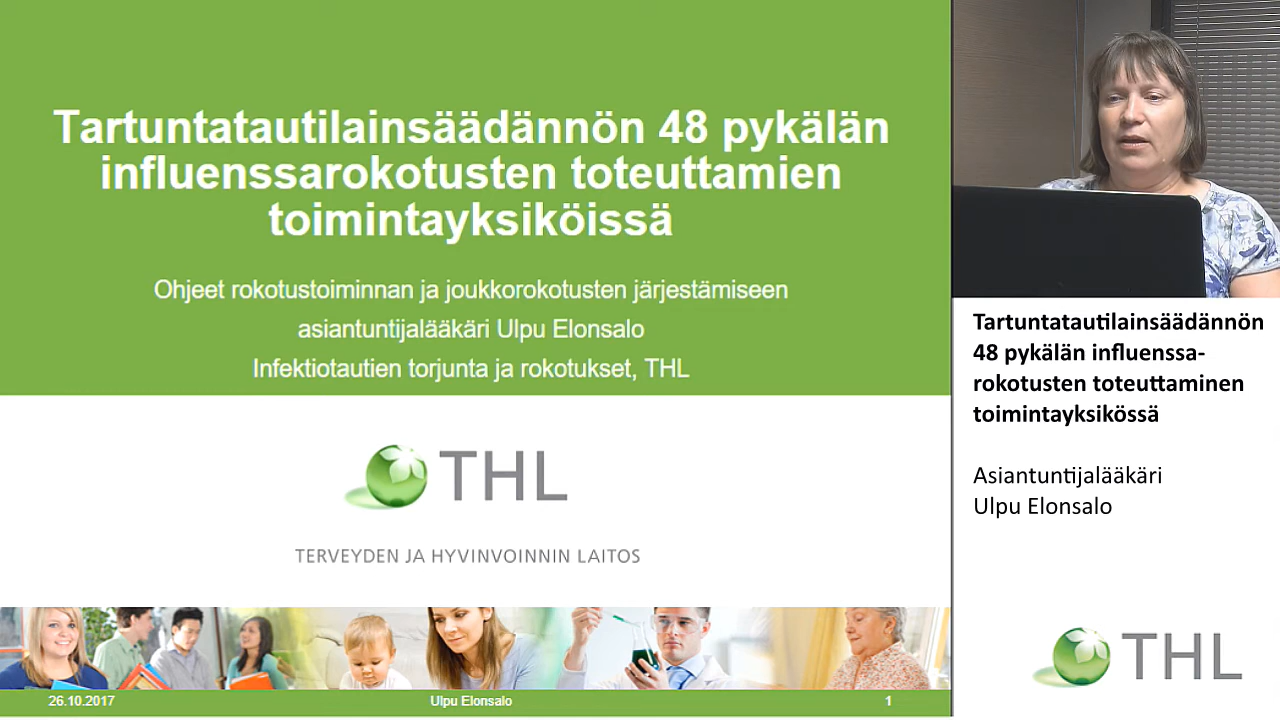 Tartuntatautilainsäädännön 48 pykälän
influenssarokotusten toteuttamien
toimintayksiköissä
Ohjeet rokotustoiminnan ja joukkorokotusten järjestämiseen
asiantuntijalääkäri Ulpu Elonsalo
Infektiotautien torjunta ja rokotukset, THL
THL
TERVEYDEN JA HYVINVOINNIN LAITOS
26.10.2017
Ulpu Elonsalo
1
Tartuntatautilainsäädännön
48 pykälän influenssa-
rokotusten toteuttaminen
toimintayksikössä
Asiantuntijalääkäri
Ulpu Elonsalo
THL